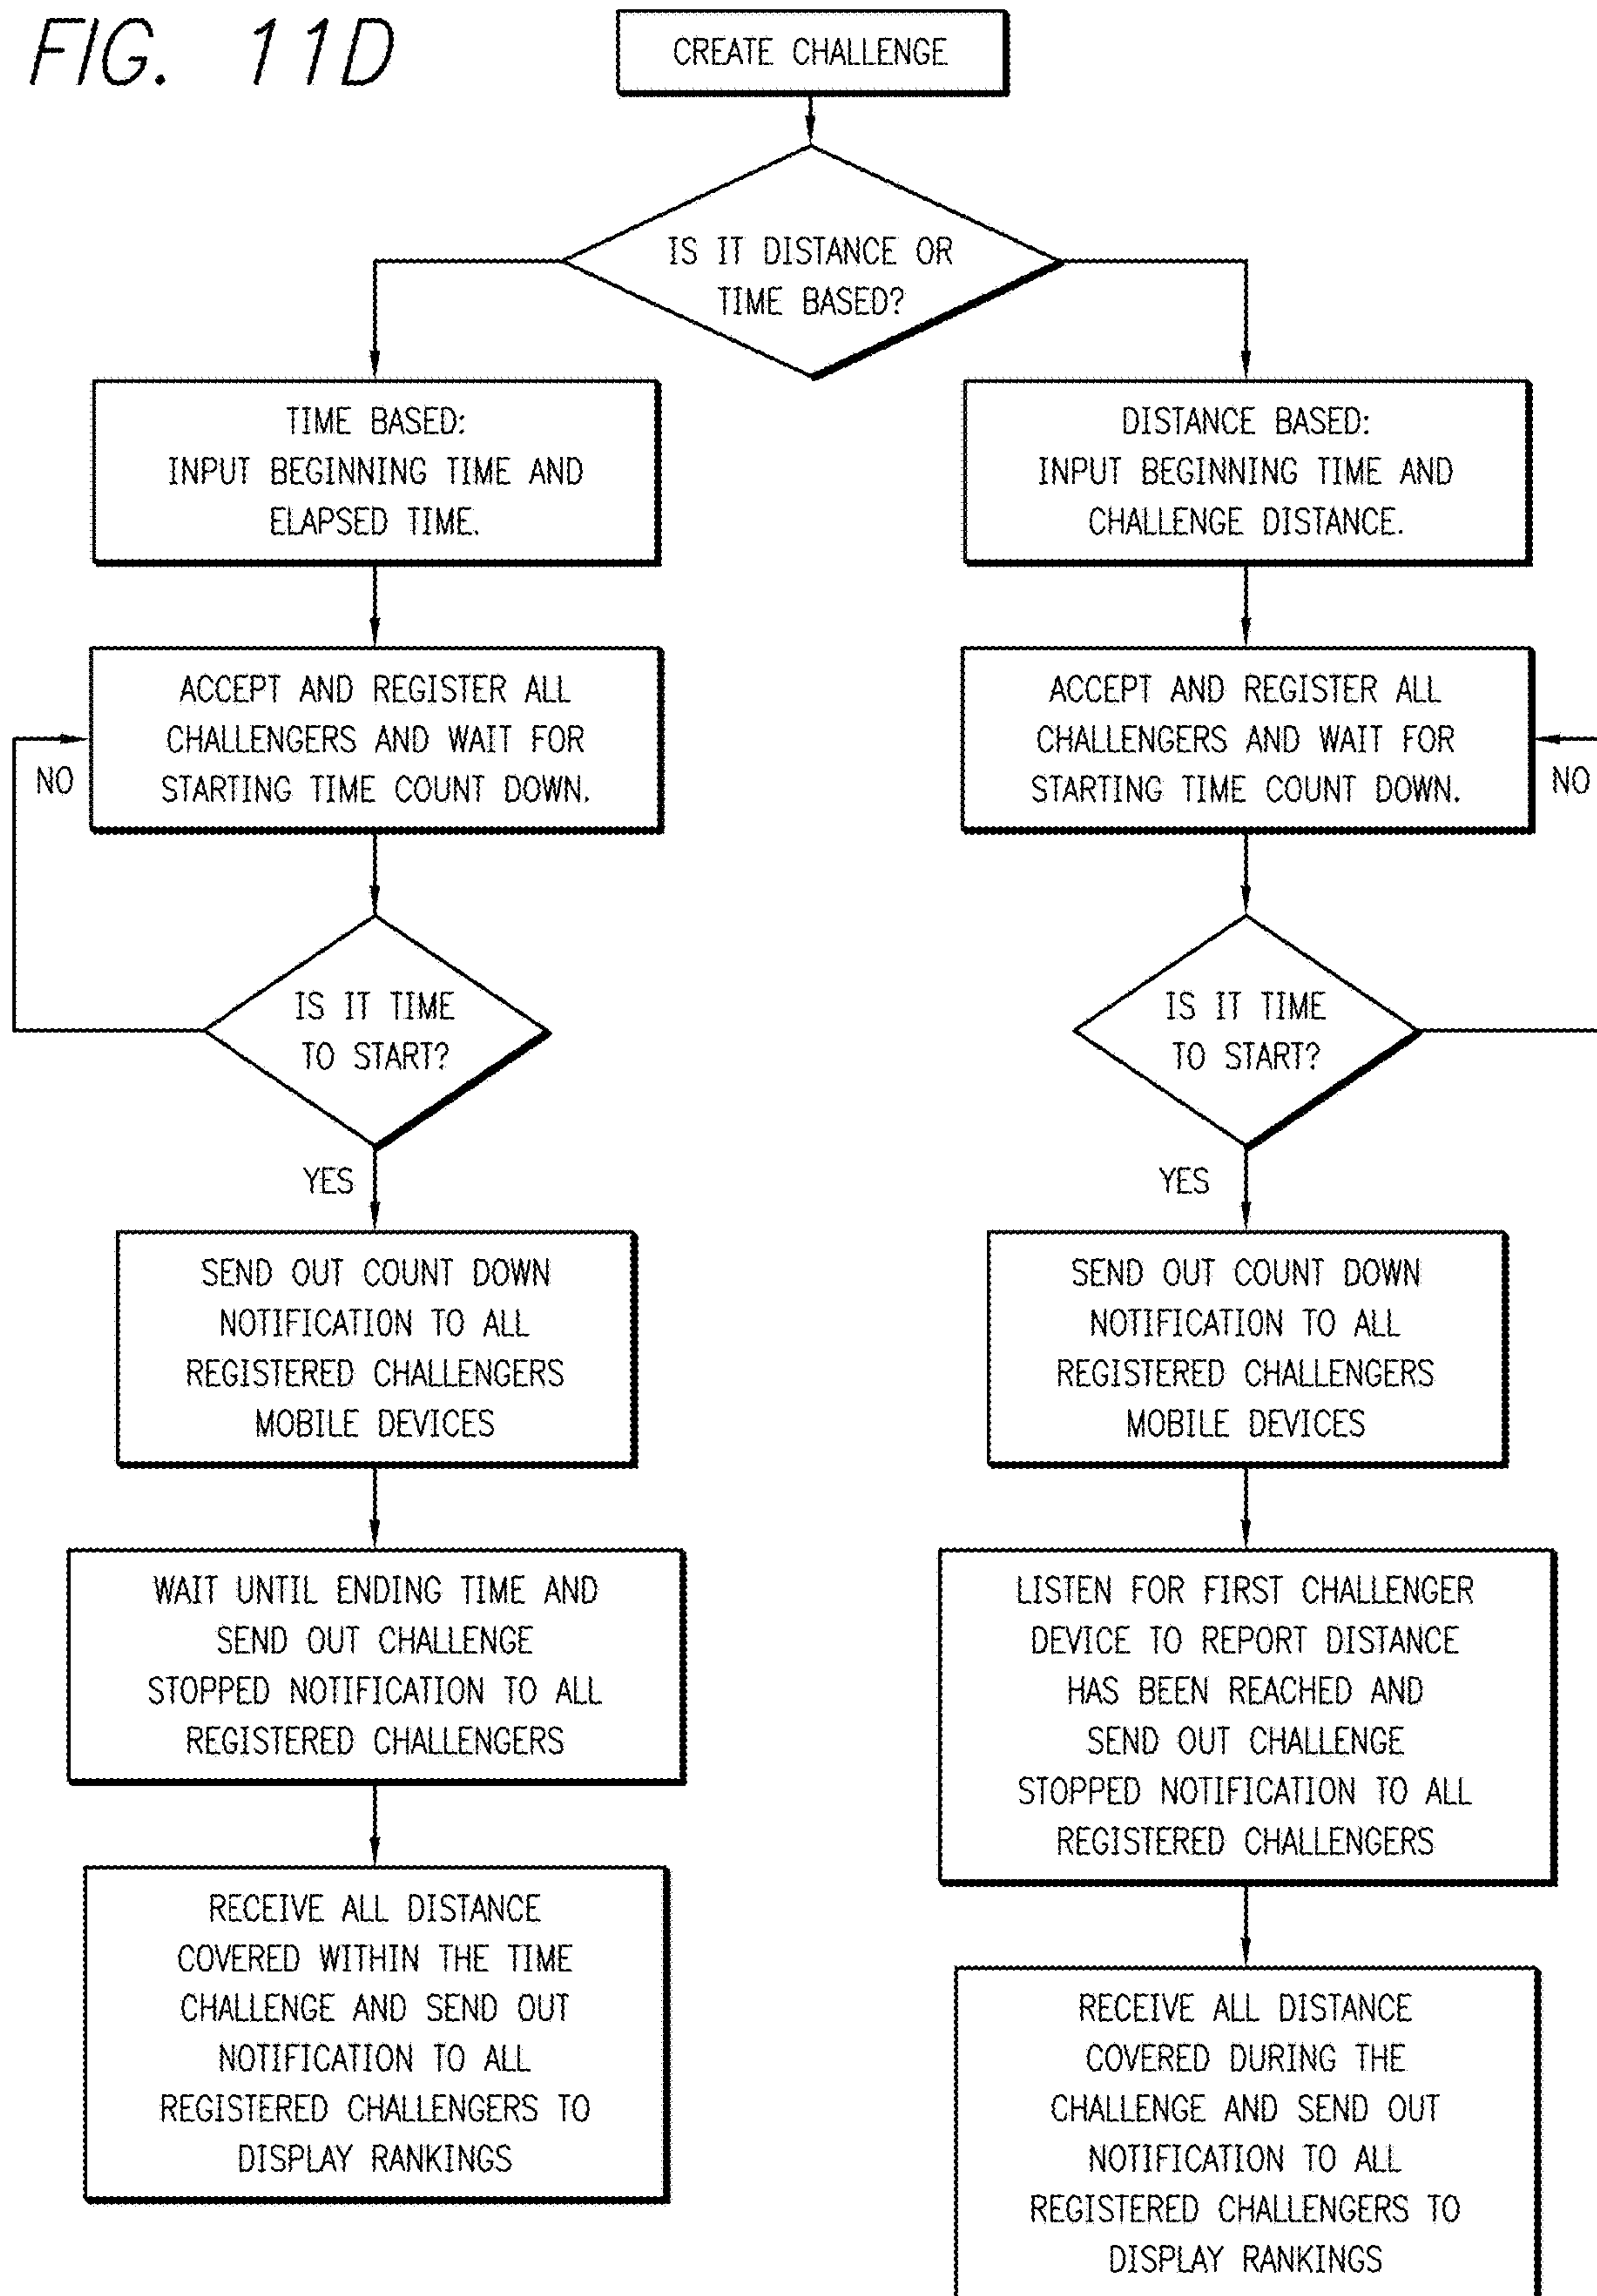 FIG. 11D
CREATE CHALLENGE
IS IT DISTANCE OR
TIME BASED?
TIME BASED:
INPUT BEGINNING TIME AND
ELAPSED TIME.
ACCEPT AND REGISTER ALL
CHALLENGERS AND WAIT FOR
STARTING TIME COUNT DOWN.
NO
IS IT TIME
TO START?
YES
SEND OUT COUNT DOWN
NOTIFICATION TO ALL
REGISTERED CHALLENGERS
MOBILE DEVICES
WAIT UNTIL ENDING TIME AND
SEND OUT CHALLENGE
STOPPED NOTIFICATION TO ALL
REGISTERED CHALLENGERS
RECEIVE ALL DISTANCE
COVERED WITHIN THE TIME
CHALLENGE AND SEND OUT
NOTIFICATION TO ALL
REGISTERED CHALLENGERS TO
DISPLAY RANKINGS
DISTANCE BASED:
INPUT BEGINNING TIME AND
CHALLENGE DISTANCE.
ACCEPT AND REGISTER ALL
CHALLENGERS AND WAIT FOR
STARTING TIME COUNT DOWN.
NO
IS IT TIME
TO START?
YES
SEND OUT COUNT DOWN
NOTIFICATION TO ALL
REGISTERED CHALLENGERS
MOBILE DEVICES
LISTEN FOR FIRST CHALLENGER
DEVICE TO REPORT DISTANCE
HAS BEEN REACHED AND
SEND OUT CHALLENGE
STOPPED NOTIFICATION TO ALL
REGISTERED CHALLENGERS
RECEIVE ALL DISTANCE
COVERED DURING THE
CHALLENGE AND SEND OUT
NOTIFICATION TO ALL
REGISTERED CHALLENGERS TO
DISPLAY RANKINGS